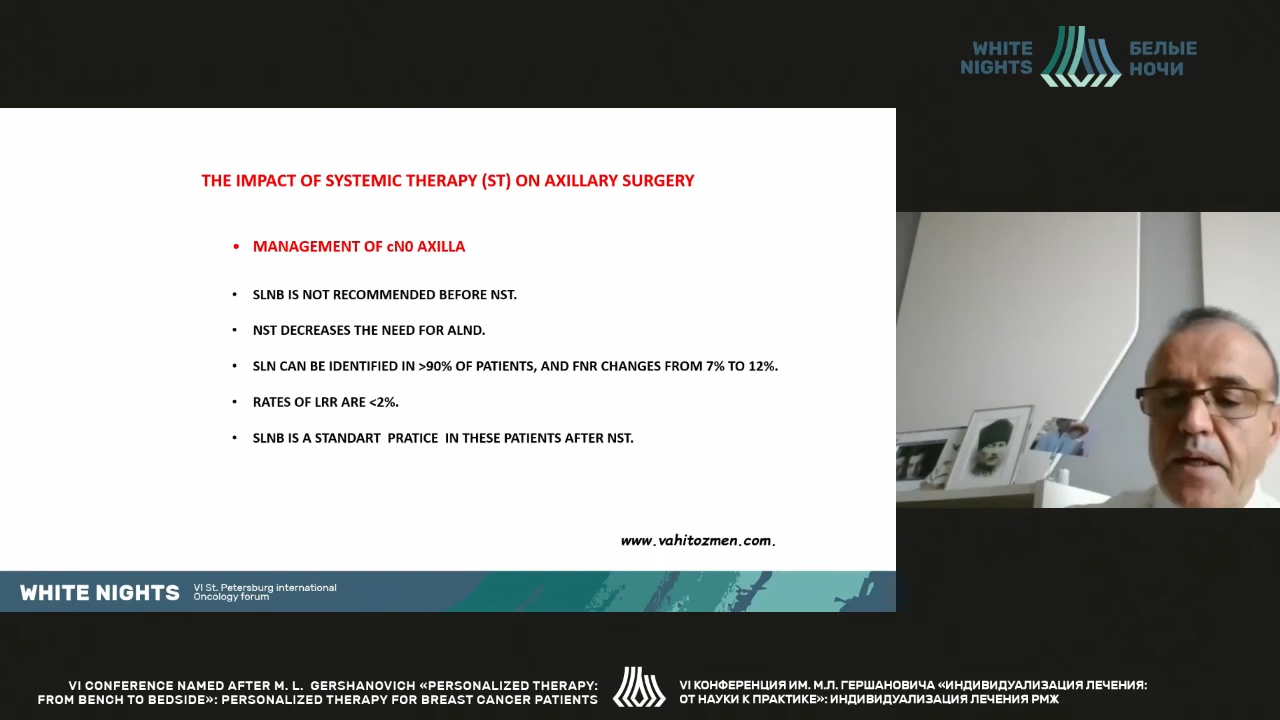 WHITE
NIGHTS
БЕЛЫЕ
НОЧИ
THE IMPACT OF SYSTEMIC THERAPY (ST) ON AXILLARY SURGERY
• MANAGEMENT OF cN0 AXILLA
• SLNB IS NOT RECOMMENDED BEFORE NST.
• NST DECREASES THE NEED FOR ALND.
• SLN CAN BE IDENTIFIED IN >90% OF PATIENTS, AND FNR CHANGES FROM 7% TO 12%.
• RATES OF LRR ARE <2%.
• SLNB IS A STANDART PRATICE IN THESE PATIENTS AFTER NST.
www.vahitozmen.com.
WHITE NIGHTS
VI St. Petersburg international
Oncology forum
VI CONFERENCE NAMED AFTER M. L. GERSHANOVICH «PERSONALIZED THERAPY:
FROM BENCH TO BEDSIDE»: PERSONALIZED THERAPY FOR BREAST CANCER PATIENTS
VI КОНФЕРЕНЦИЯ ИМ. М.Л. ГЕРШАНОВИЧА «ИНДИВИДУАЛИЗАЦИЯ ЛЕЧЕНИЯ:
ОТ НАУКИ К ПРАКТИКЕ»: ИНДИВИДУАЛИЗАЦИЯ ЛЕЧЕНИЯ РМЖ